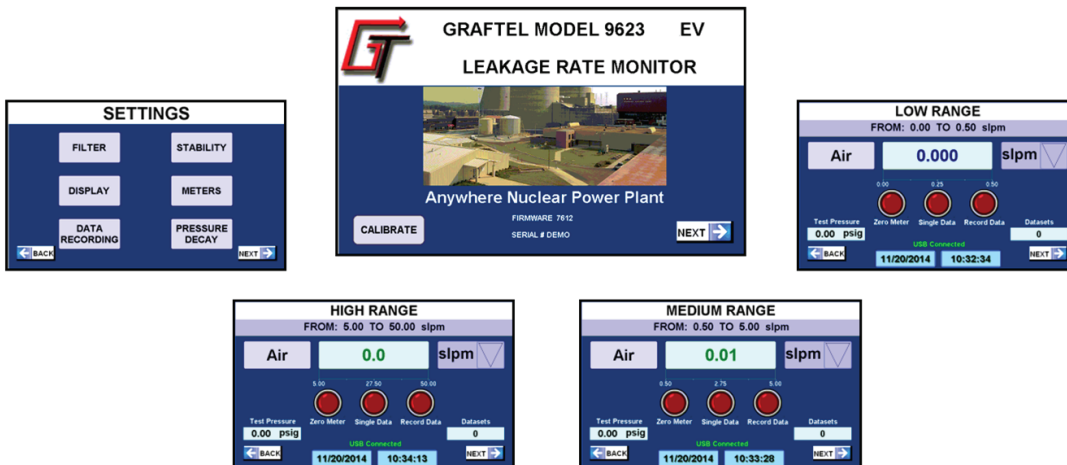 GRAFTEL MODEL 9623 EV
LEAKAGE RATE MONITOR
Anywhere Nuclear Power Plant
FIRMWARE 7612
SERIAL # DEMO
CALIBRATE
NEXT
SETTINGS
FILTER STABILITY
DISPLAY METERS
DATA RECORDING PRESSURE DECAY
BACK NEXT
LOW RANGE
FROM: 0.00 TO 0.50 slpm
Air 0.000 slpm
0.00 0.25 0.50
Test Pressure Zero Meter Single Data Record Data Datasets
0.00 psig 0
USB Connected
BACK 11/20/2014 10:32:34 NEXT
HIGH RANGE
FROM: 5.00 TO 50.00 slpm
Air 0.0 slpm
5.00 27.50 50.00
Test Pressure Zero Meter Single Data Record Data Datasets
0.00 psig 0
USB Connected
BACK 11/20/2014 10:34:13 NEXT
MEDIUM RANGE
FROM: 0.50 TO 5.00 slpm
Air 0.01 slpm
0.50 2.75 5.00
Test Pressure Zero Meter Single Data Record Data Datasets
0.00 psig 0
USB Connected
BACK 11/20/2014 10:33:28 NEXT